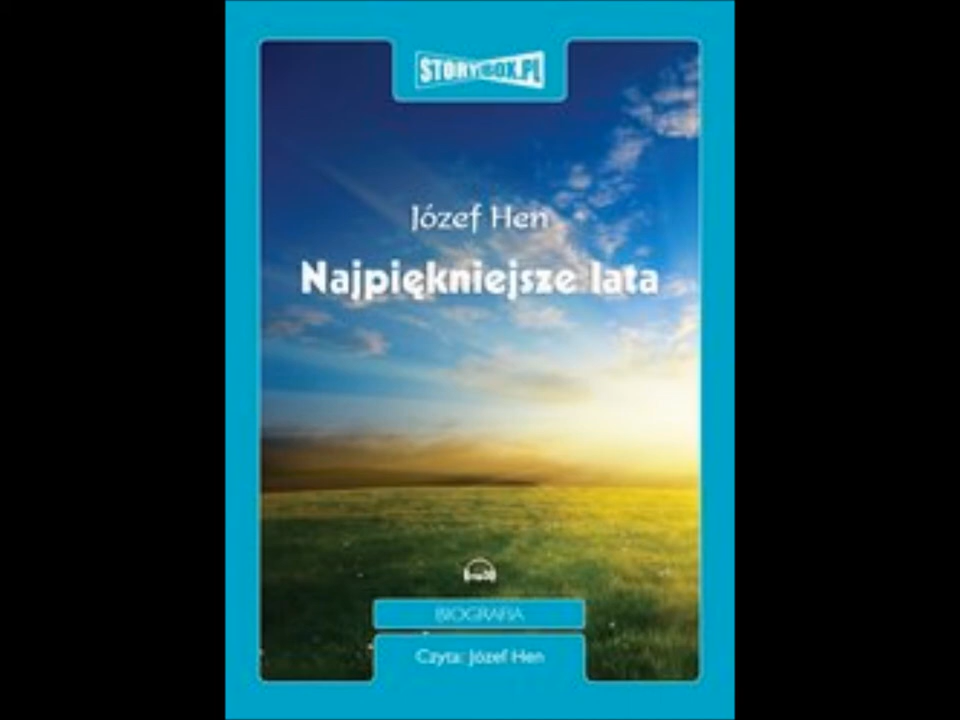 STORYBOX.PL
Józef Hen
Najpiękniejsze lata
BIOGRAFIA
Czyta: Józef Hen